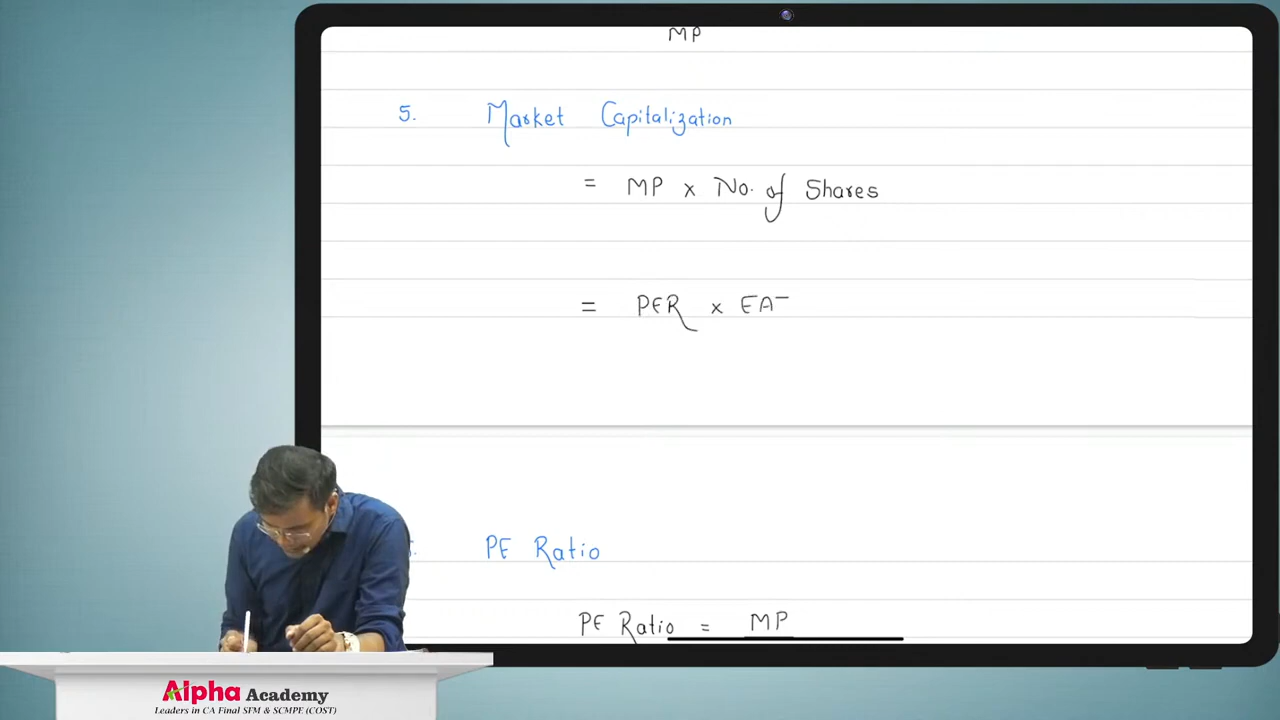 MP
5. Market Capitalization
= MP x No. of Shares
= PER x EAT
PE Ratio
PE Ratio = MP
Alpha Academy
Leaders in CA Final SFM & SCMPE (COST)